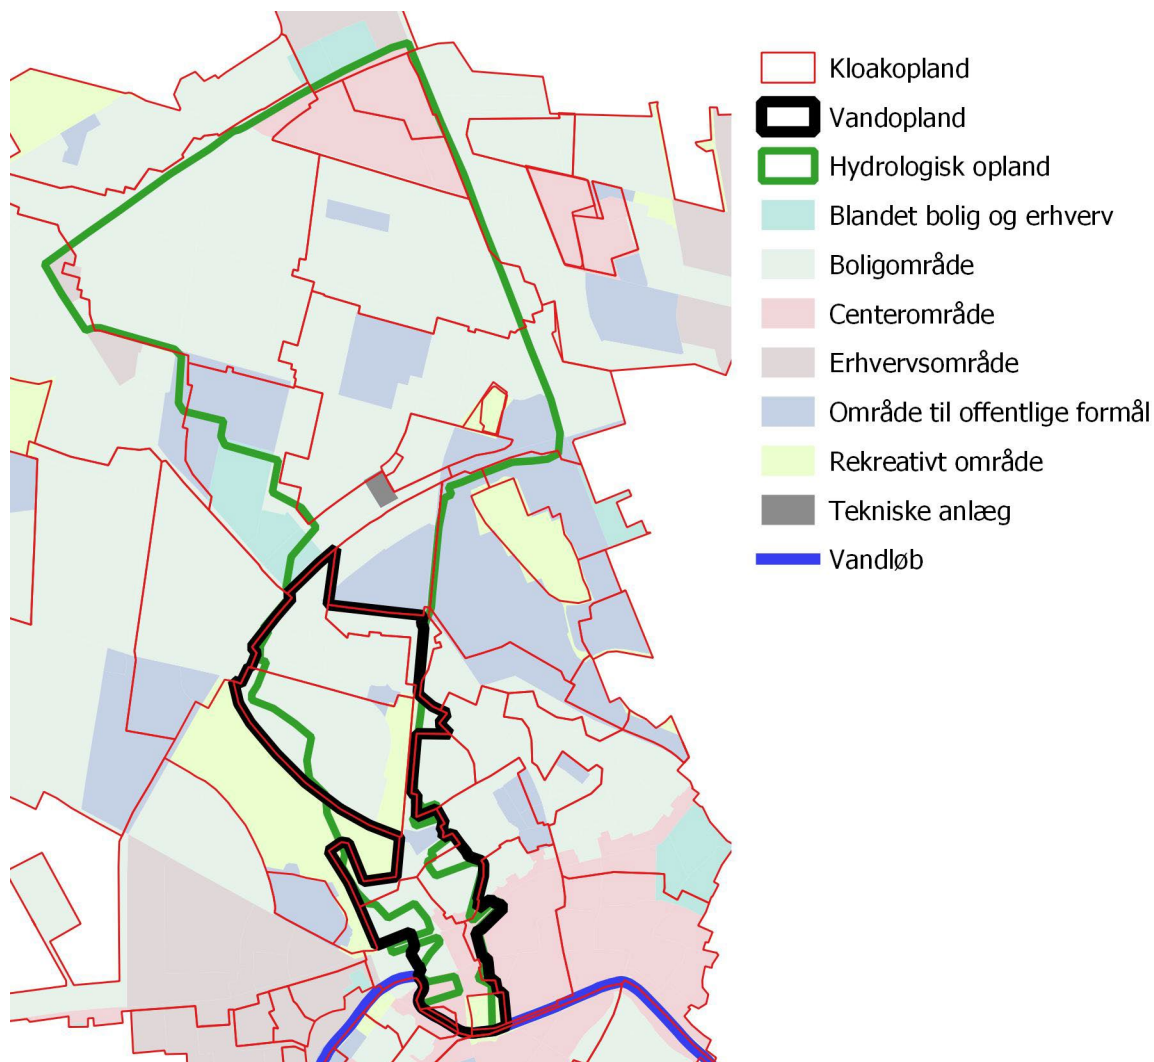 Kloakopland
Vandopland
Hydrologisk opland
Blandet bolig og erhverv
Boligområde
Centerområde
Erhvervsområde
Område til offentlige formål
Rekreativt område
Tekniske anlæg
Vandløb